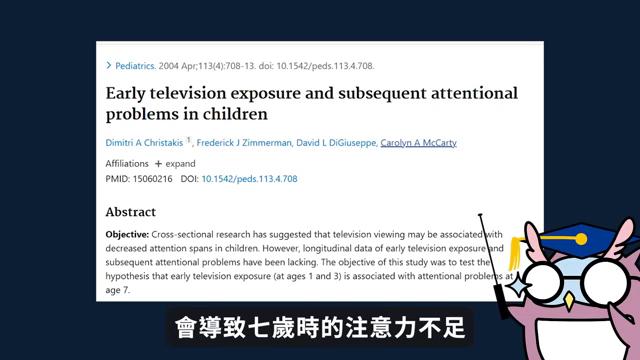 Pediatrics. 2004 Apr;113(4):708-13. doi: 10.1542/peds.113.4.708.
Early television exposure and subsequent attentional
problems in children
Dimitri A Christakis 1, Frederick J Zimmerman, David L DiGiuseppe, Carolyn A McCarty
Affiliations + expand
PMID: 15060216 DOI: 10.1542/peds.113.4.708
Abstract
Objective: Cross-sectional research has suggested that television viewing may be associated with
decreased attention spans in children. However, longitudinal data of early television exposure and
subsequent attentional problems have been lacking. The objective of this study was to test the
hypothesis that early television exposure (at ages 1 and 3) is associated with attentional problems at
age 7.
會導致七歲時的注意力不足